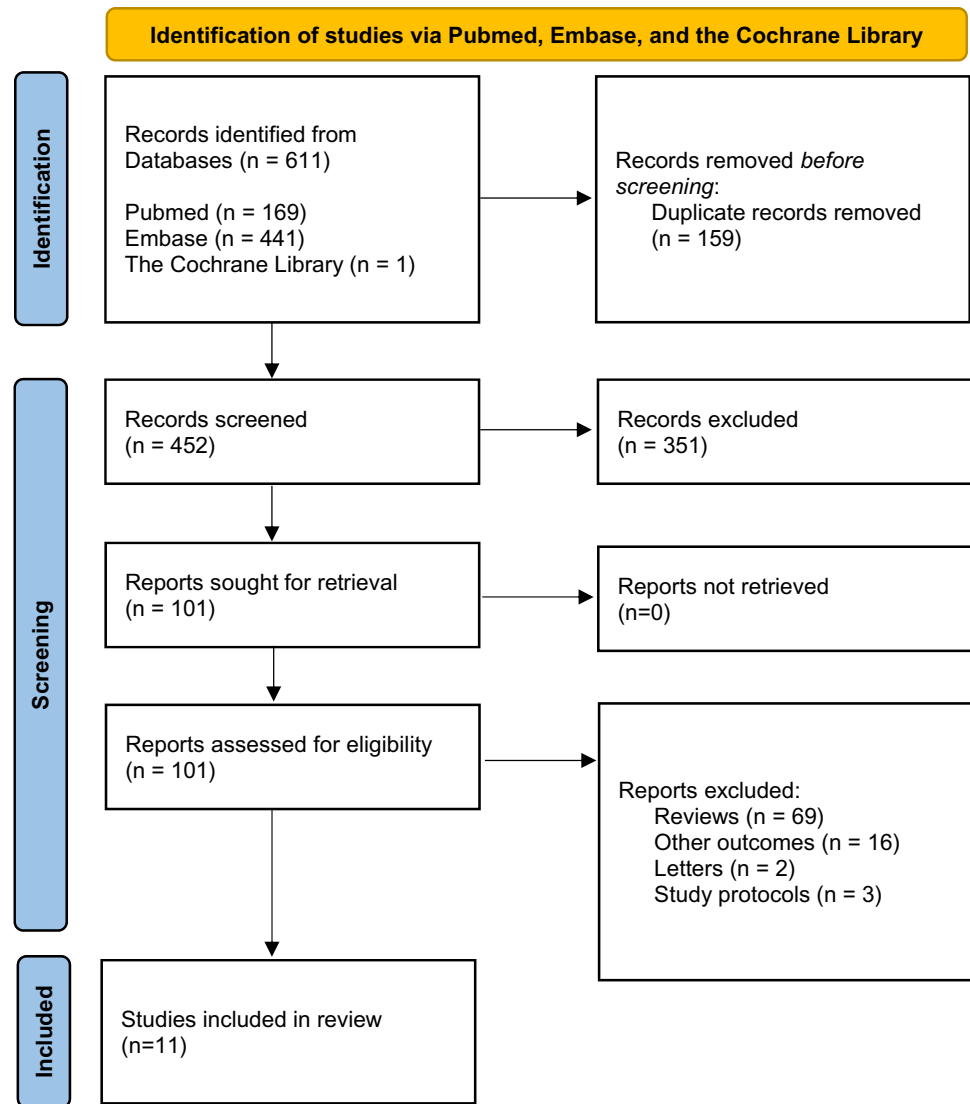 Identification of studies via Pubmed, Embase, and the Cochrane Library
Identification
Records identified from
Databases (n = 611)
Pubmed (n = 169)
Embase (n = 441)
The Cochrane Library (n = 1)
Records removed before
screening:
Duplicate records removed
(n = 159)
Screening
Records screened
(n = 452)
Records excluded
(n = 351)
Reports sought for retrieval
(n = 101)
Reports not retrieved
(n=0)
Reports assessed for eligibility
(n = 101)
Reports excluded:
Reviews (n = 69)
Other outcomes (n = 16)
Letters (n = 2)
Study protocols (n = 3)
Included
Studies included in review
(n=11)